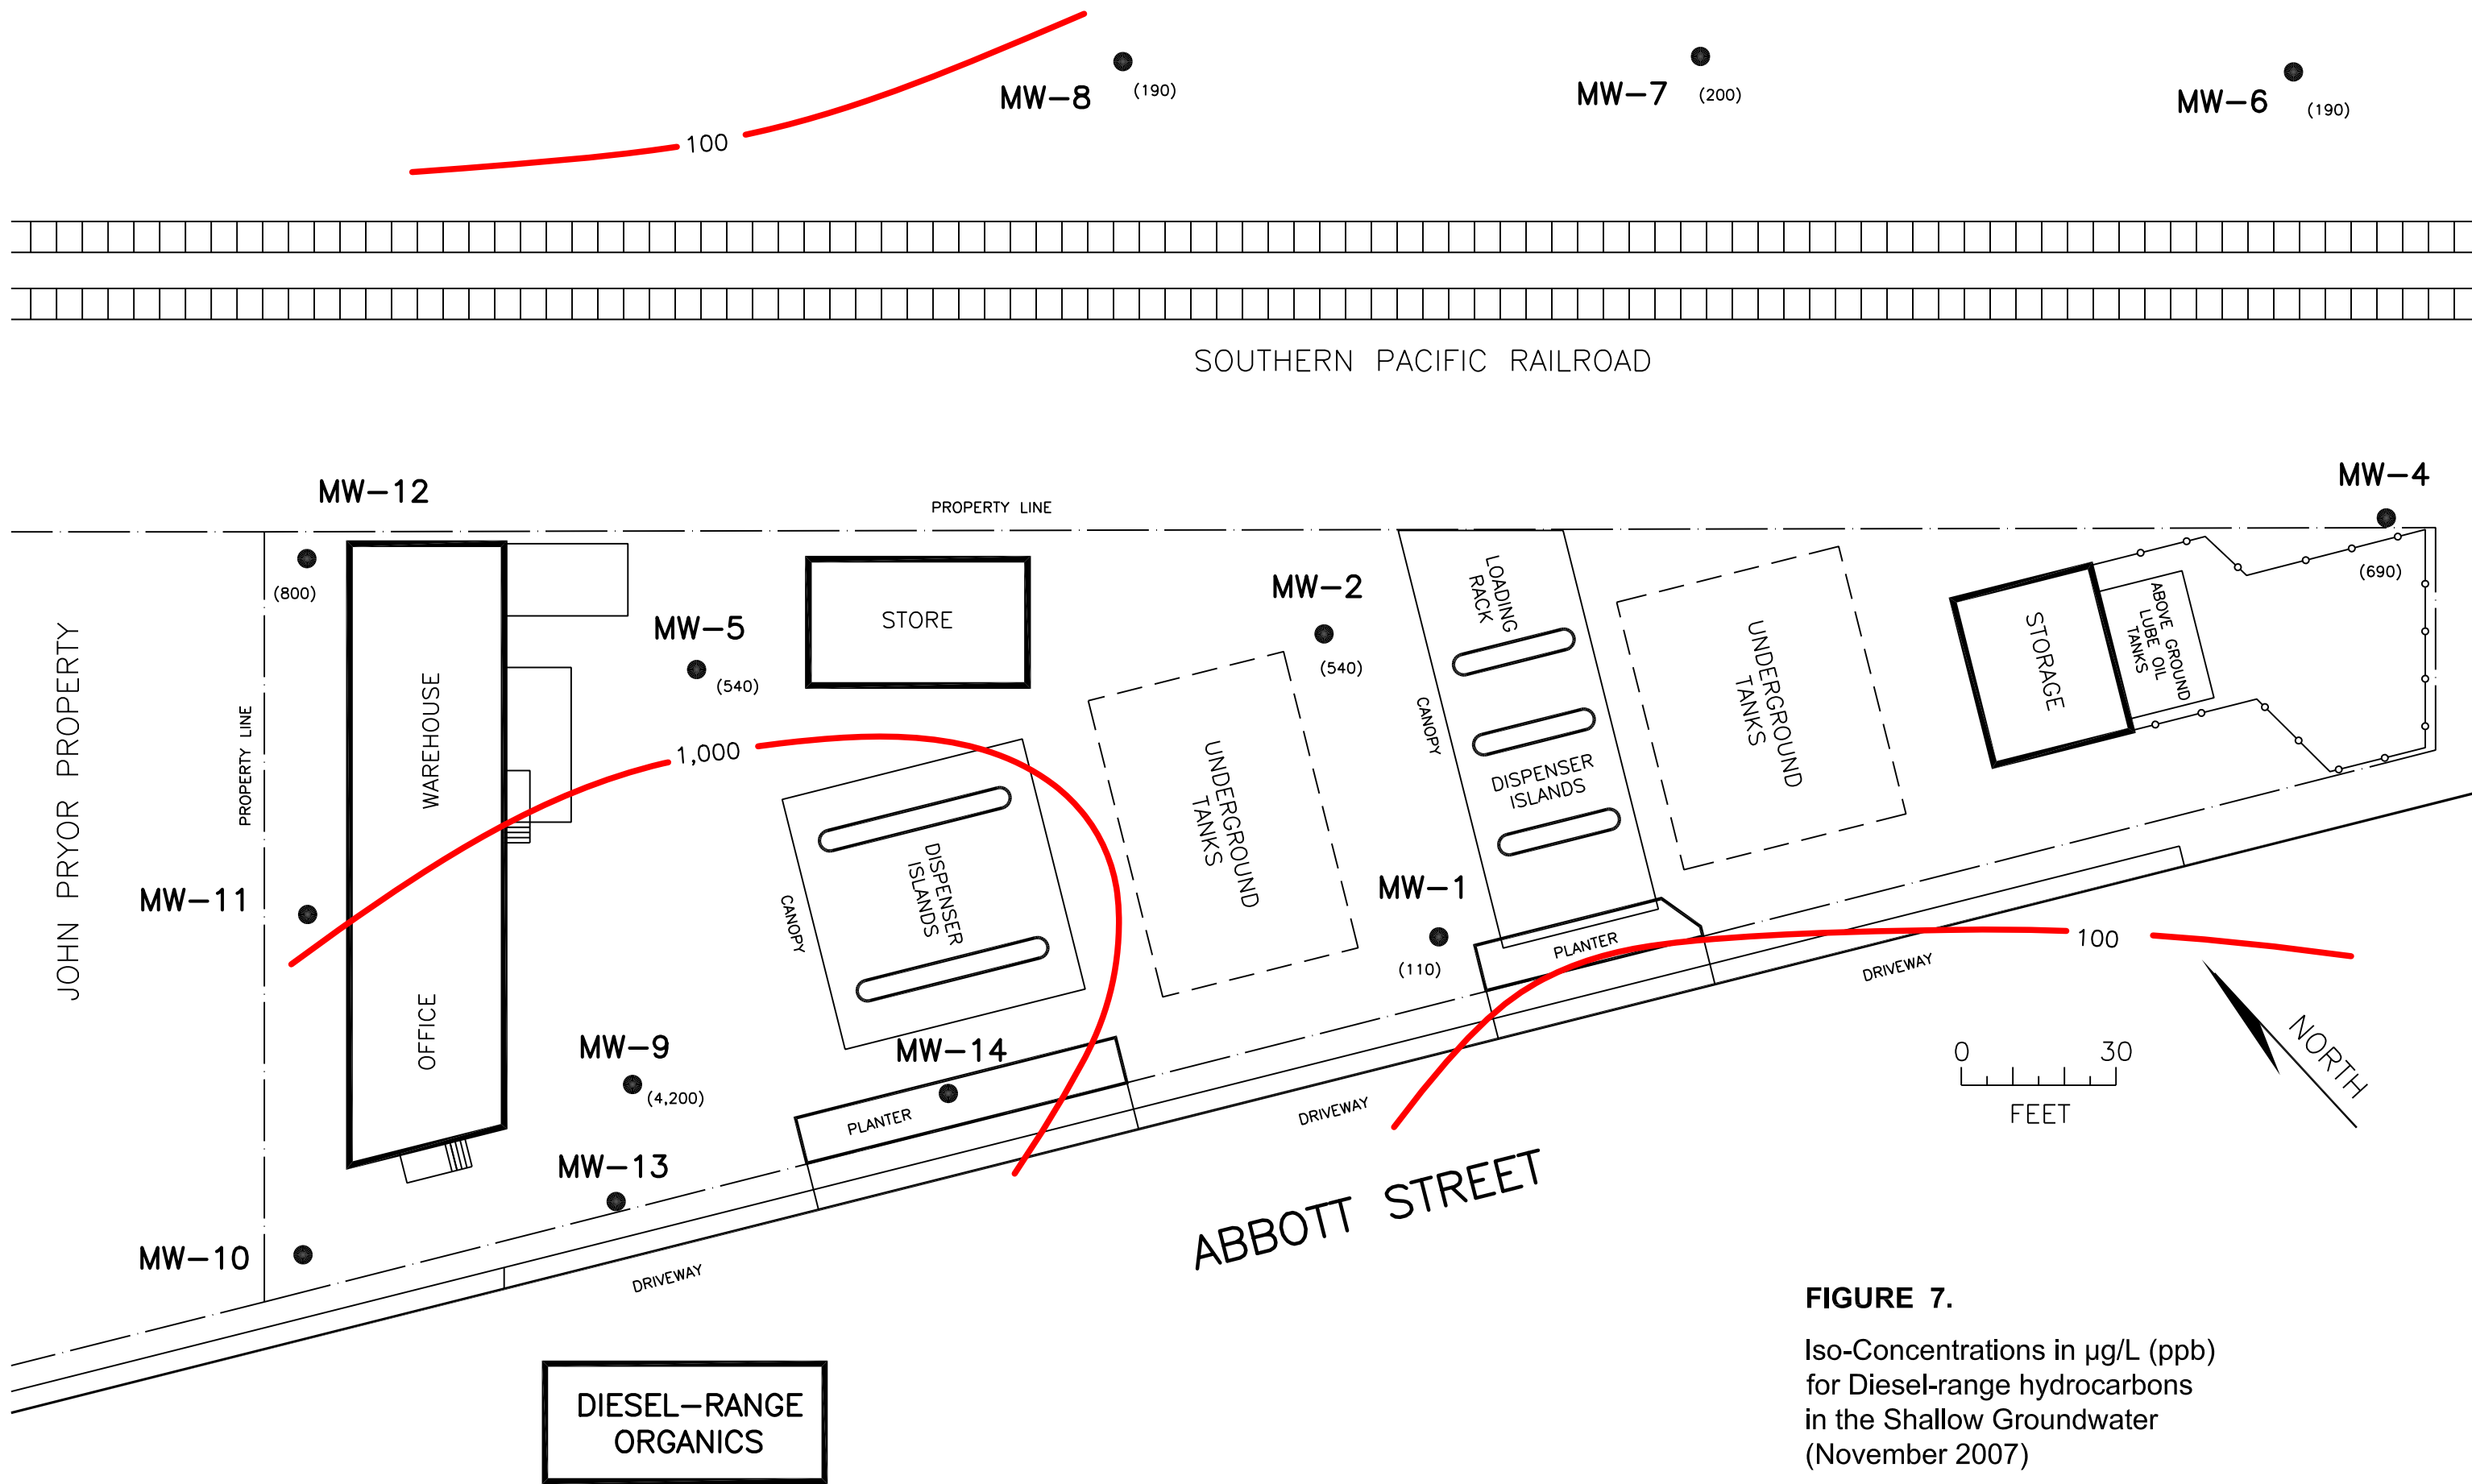 MW-8
(190)
MW-7
(200)
MW-6
(190)
100
SOUTHERN PACIFIC RAILROAD
MW-12
(800)
PROPERTY LINE
MW-4
(690)
JOHN PRYOR PROPERTY
PROPERTY LINE
WAREHOUSE
OFFICE
MW-5
(540)
STORE
MW-2
(540)
LOADING
RACK
CANOPY
DISPENSER
ISLANDS
UNDERGROUND
TANKS
STORAGE
ABOVE GROUND
LUBE OIL
TANKS
1,000
UNDERGROUND
TANKS
DISPENSER
ISLANDS
CANOPY
MW-11
MW-1
(110)
PLANTER
100
DRIVEWAY
MW-9
(4,200)
MW-14
PLANTER
DRIVEWAY
0 30
FEET
NORTH
MW-13
MW-10
DRIVEWAY
ABBOTT STREET
DIESEL-RANGE
ORGANICS
FIGURE 7.
Iso-Concentrations in µg/L (ppb)
for Diesel-range hydrocarbons
in the Shallow Groundwater
(November 2007)